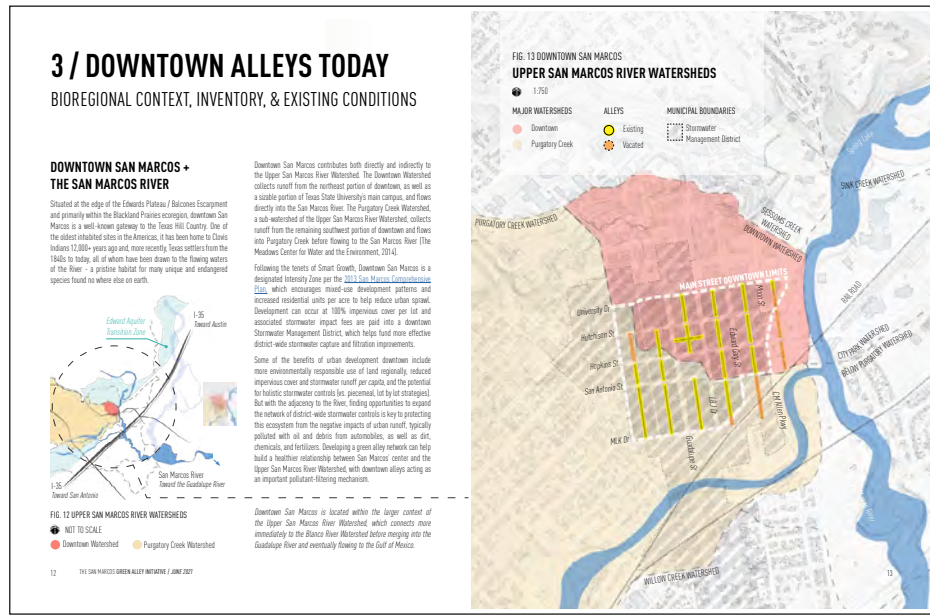 3 / DOWNTOWN ALLEYS TODAY
BIOREGIONAL CONTEXT, INVENTORY, & EXISTING CONDITIONS
DOWNTOWN SAN MARCOS +
THE SAN MARCOS RIVER
Situated at the edge of the Edwards Plateau / Balcones Escarpment
and primarily within the Blackland Prairies ecoregion, downtown San
Marcos is a well-known gateway to the Texas Hill Country. One of
the oldest inhabited sites in the Americas, it has been home to Clovis
Indians 12,000+ years ago and, more recently, Texas settlers from the
1840s to today, all of whom have been drawn to the flowing waters
of the River - a pristine habitat for many unique and endangered
species found no where else on earth.
Edward Aquifer
Transition Zone
I-35
Toward Austin
San Marcos River
Toward the Guadalupe River
I-35
Toward San Antonio
FIG. 12 UPPER SAN MARCOS RIVER WATERSHEDS
NOT TO SCALE
Downtown Watershed
Purgatory Creek Watershed
Downtown San Marcos contributes both directly and indirectly to
the Upper San Marcos River Watershed. The Downtown Watershed
collects runoff from the northeast portion of downtown, as well as
a sizable portion of Texas State University's main campus, and flows
directly into the San Marcos River. The Purgatory Creek Watershed,
a sub-watershed of the Upper San Marcos River Watershed, collects
runoff from the remaining southwest portion of downtown and flows
into Purgatory Creek before flowing to the San Marcos River (The
Meadows Center for Water and the Environment, 2014).
Following the tenets of Smart Growth, Downtown San Marcos is a
designated Intensity Zone per the 2013 San Marcos Comprehensive
Plan, which encourages mixed-use development patterns and
increased residential units per acre to help reduce urban sprawl.
Development can occur at 100% impervious cover per lot and
associated stormwater impact fees are paid into a downtown
Stormwater Management District, which helps fund more effective
district-wide stormwater capture and filtration improvements.
Some of the benefits of urban development downtown include
more environmentally responsible use of land regionally, reduced
impervious cover and stormwater runoff per capita, and the potential
for holistic stormwater controls (vs. piecemeal, lot by lot strategies).
But with the adjacency to the River, finding opportunities to expand
the network of district-wide stormwater controls is key to protecting
this ecosystem from the negative impacts of urban runoff, typically
polluted with oil and debris from automobiles, as well as dirt,
chemicals, and fertilizers. Developing a green alley network can help
build a healthier relationship between San Marcos' center and the
Upper San Marcos River Watershed, with downtown alleys acting as
an important pollutant-filtering mechanism.
Downtown San Marcos is located within the larger context of
the Upper San Marcos River Watershed, which connects more
immediately to the Blanco River Watershed before merging into the
Guadalupe River and eventually flowing to the Gulf of Mexico.
12
THE SAN MARCOS GREEN ALLEY INITIATIVE / JUNE 2021
FIG. 13 DOWNTOWN SAN MARCOS
UPPER SAN MARCOS RIVER WATERSHEDS
1:750
MAJOR WATERSHEDS
Downtown
Purgatory Creek
ALLEYS
Existing
Vacated
MUNICIPAL BOUNDARIES
Stormwater
Management District
Spring Lake
SINK CREEK WATERSHED
PURGATORY CREEK WATERSHED
SESSOMS CREEK
WATERSHED
DOWNTOWN WATERSHED
MAIN STREET DOWNTOWN LIMITS
RAIL ROAD
University Dr
Hutchison St
Hopkins St
San Antonio St
MLK Dr
Guadalupe St
LBJ Dr
Edward Gary St
Moon St
CM Allen Pkwy
CITY PARK WATERSHED
BELOW PURGATORY WATERSHED
WILLOW CREEK WATERSHED
13